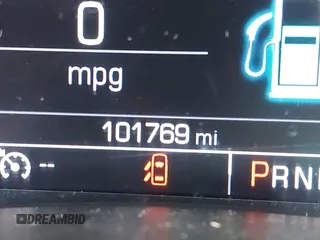 0
mpg
101769 mi
--
PRN
DREAMBID